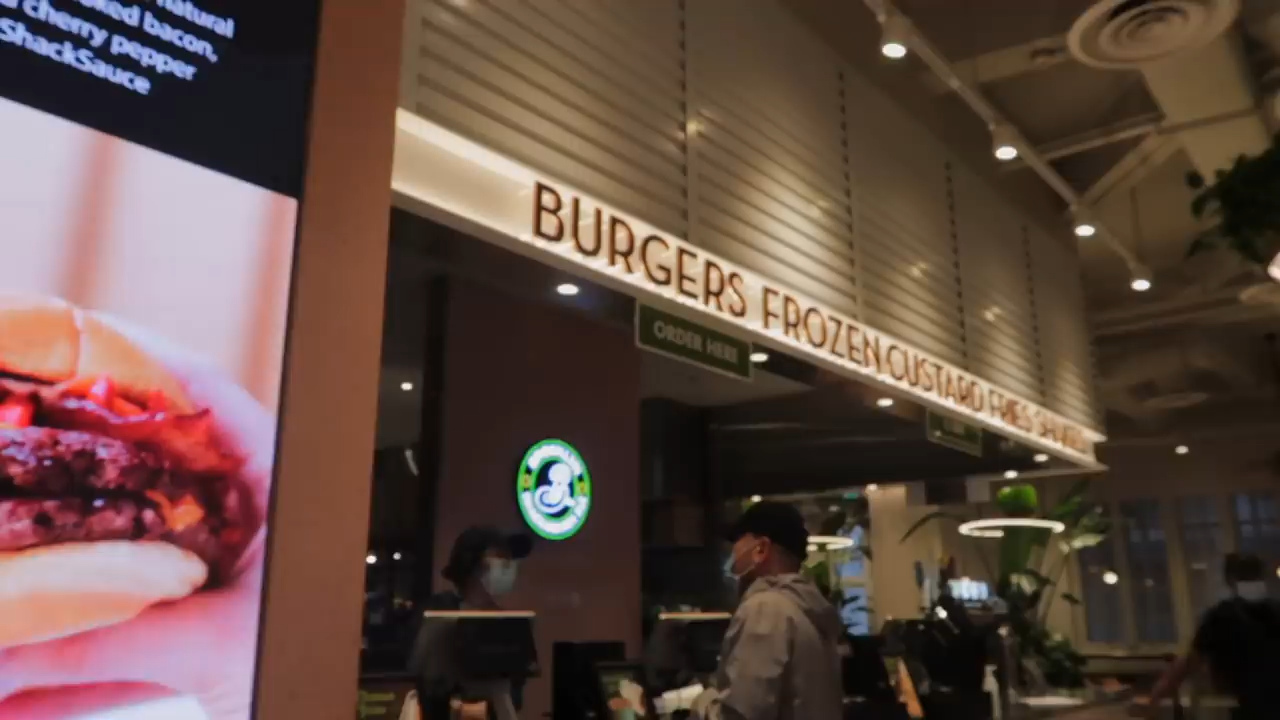 natural
bacon,
cherry pepper
ShackSauce
BURGERS FROZEN CUSTARD FRIES
ORDER HERE